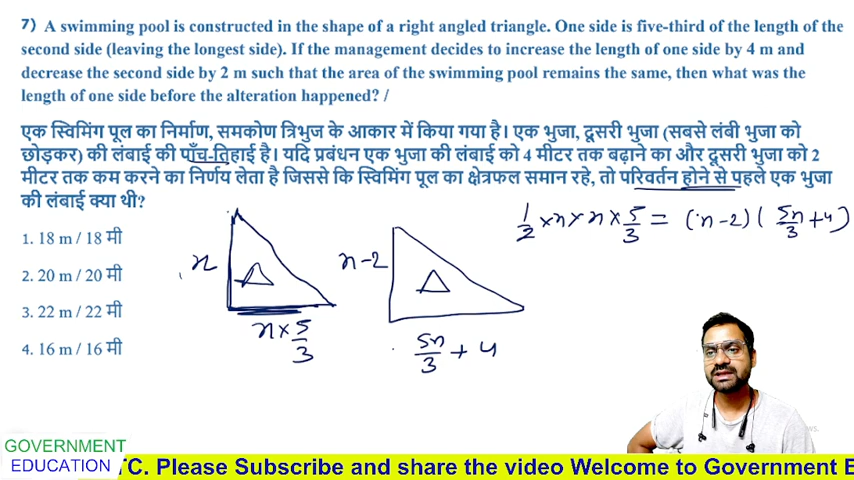 7) A swimming pool is constructed in the shape of a right angled triangle. One side is five-third of the length of the
second side (leaving the longest side). If the management decides to increase the length of one side by 4 m and
decrease the second side by 2 m such that the area of the swimming pool remains the same, then what was the
length of one side before the alteration happened? /
एक स्विमिंग पूल का निर्माण, समकोण त्रिभुज के आकार में किया गया है। एक भुजा, दूसरी भुजा (सबसे लंबी भुजा को
छोड़कर) की लंबाई की पाँच-तिहाई है। यदि प्रबंधन एक भुजा की लंबाई को 4 मीटर तक बढ़ाने का और दूसरी भुजा को 2
मीटर तक कम करने का निर्णय लेता है जिससे कि स्विमिंग पूल का क्षेत्रफल समान रहे, तो परिवर्तन होने से पहले एक भुजा
की लंबाई क्या थी?
1/2 × x × x × 5/3 = (x-2) ( 5x/3 + 4 )
1. 18 m / 18 मी
2. 20 m / 20 मी
3. 22 m / 22 मी
4. 16 m / 16 मी
x
x × 5/3
x-2
5x/3 + 4
GOVERNMENT
EDUCATION
TC. Please Subscribe and share the video Welcome to Government E